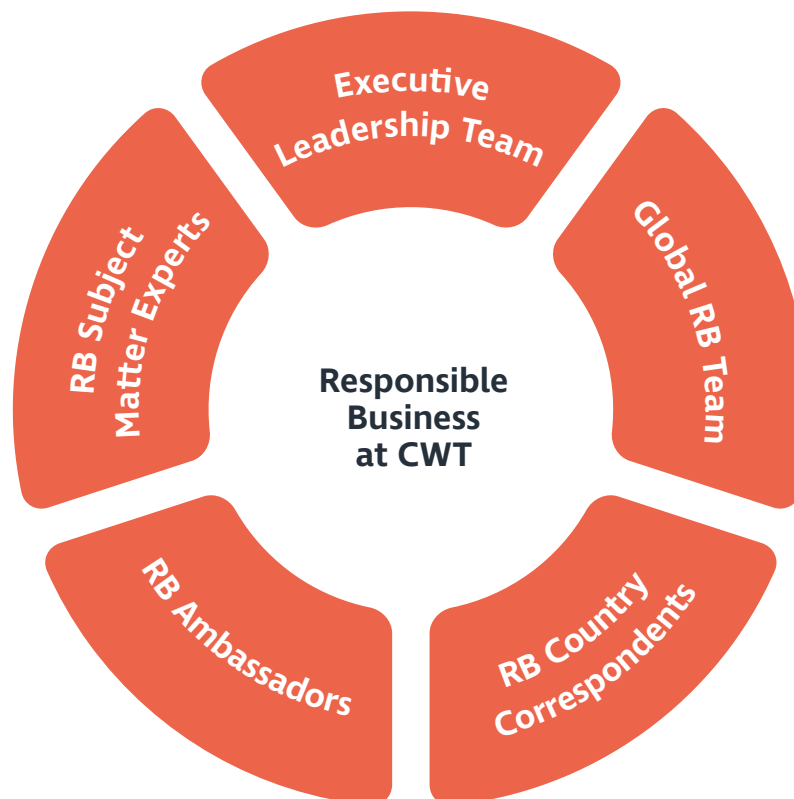 Executive
Leadership Team
Global RB Team
RB Country
Correspondents
RB Ambassadors
RB Subject
Matter Experts
Responsible
Business
at CWT